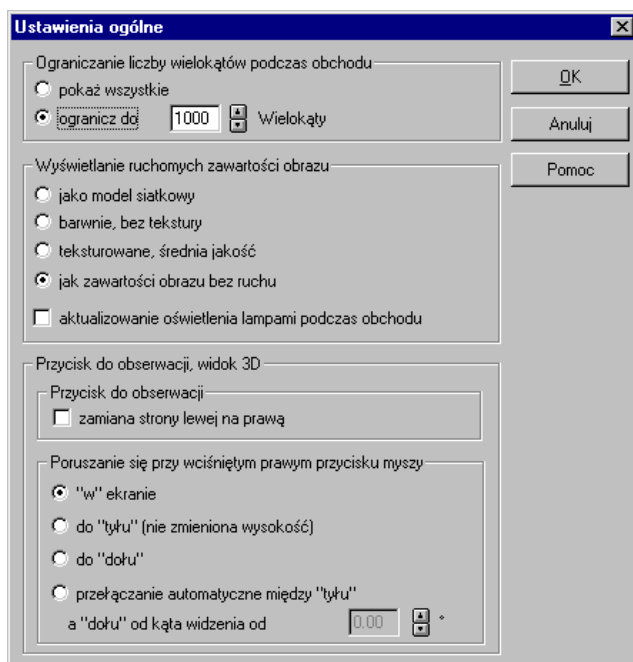 Ustawienia ogólne
Ograniczanie liczby wielokątów podczas obchodu
pokaż wszystkie
ogranicz do 1000 Wielokąty
OK
Anuluj
Pomoc
Wyświetlanie ruchomych zawartości obrazu
jako model siatkowy
barwnie, bez tekstury
teksturowane, średnia jakość
jak zawartości obrazu bez ruchu
aktualizowanie oświetlenia lampami podczas obchodu
Przycisk do obserwacji, widok 3D
Przycisk do obserwacji
zamiana strony lewej na prawą
Poruszanie się przy wciśniętym prawym przycisku myszy
"w" ekranie
do "tyłu" (nie zmieniona wysokość)
do "dołu"
przełączanie automatyczne między "tyłu"
a "dołu" od kąta widzenia od 0.00 °